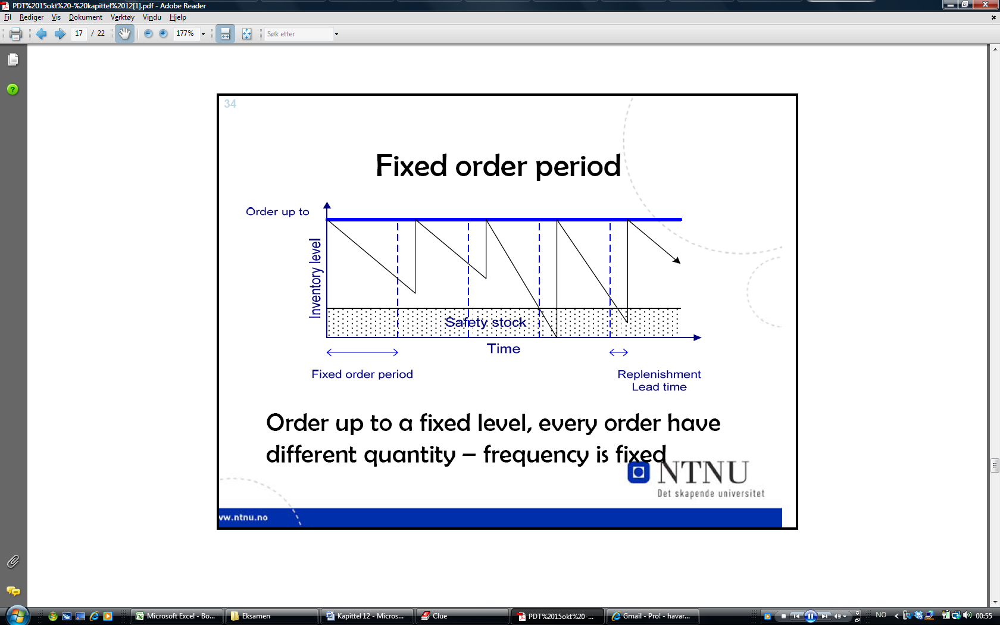 PDT%2015okt%20-%20kapittel%2012[1].pdf - Adobe Reader
Fil Rediger Vis Dokument Verktøy Vindu Hjelp
17 / 22 177% Søk etter
34
Fixed order period
Order up to
Inventory level
Safety stock
Time
Fixed order period
Replenishment
Lead time
Order up to a fixed level, every order have
different quantity – frequency is fixed
NTNU
Det skapende universitet
ww.ntnu.no
Microsoft Excel - Bo... Eksamen Kapittel 12 - Micros... Clue PDT%2015okt%20-... Gmail - Pro! - havar... NO 00:55